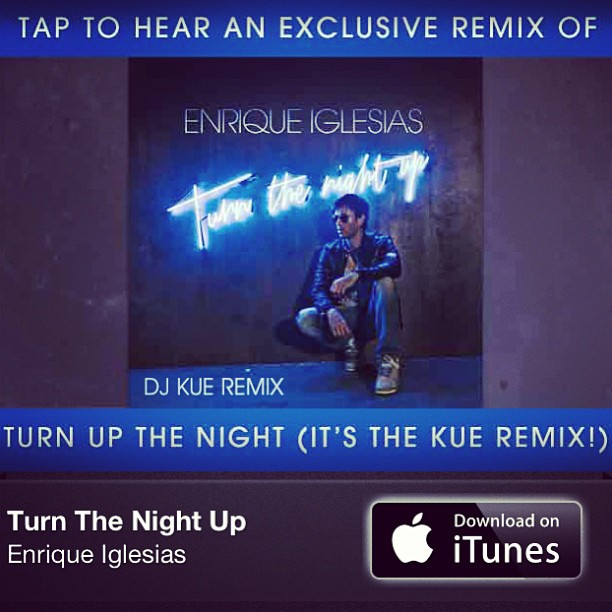 TAP TO HEAR AN EXCLUSIVE REMIX OF
ENRIQUE IGLESIAS
Turn the night up
DJ KUE REMIX
TURN UP THE NIGHT (IT'S THE KUE REMIX!)
Turn The Night Up
Enrique Iglesias
Download on
iTunes